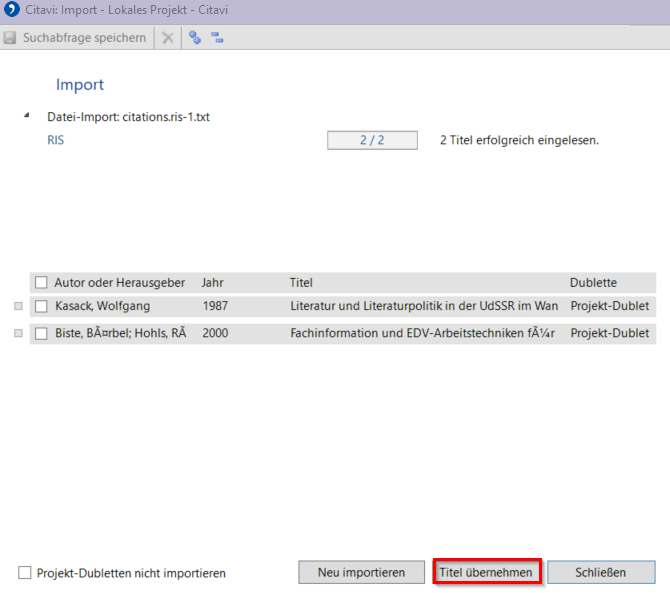 Citavi: Import - Lokales Projekt - Citavi
Suchabfrage speichern
Import
Datei-Import: citations.ris-1.txt
RIS 2 / 2 2 Titel erfolgreich eingelesen.
Autor oder Herausgeber Jahr Titel Dublette
Kasack, Wolfgang 1987 Literatur und Literaturpolitik in der UdSSR im Wan Projekt-Dublet
Biste, BÃ¤rbel; Hohls, RÃ 2000 Fachinformation und EDV-Arbeitstechniken fÃ¼r Projekt-Dublet
Projekt-Dubletten nicht importieren Neu importieren Titel übernehmen Schließen